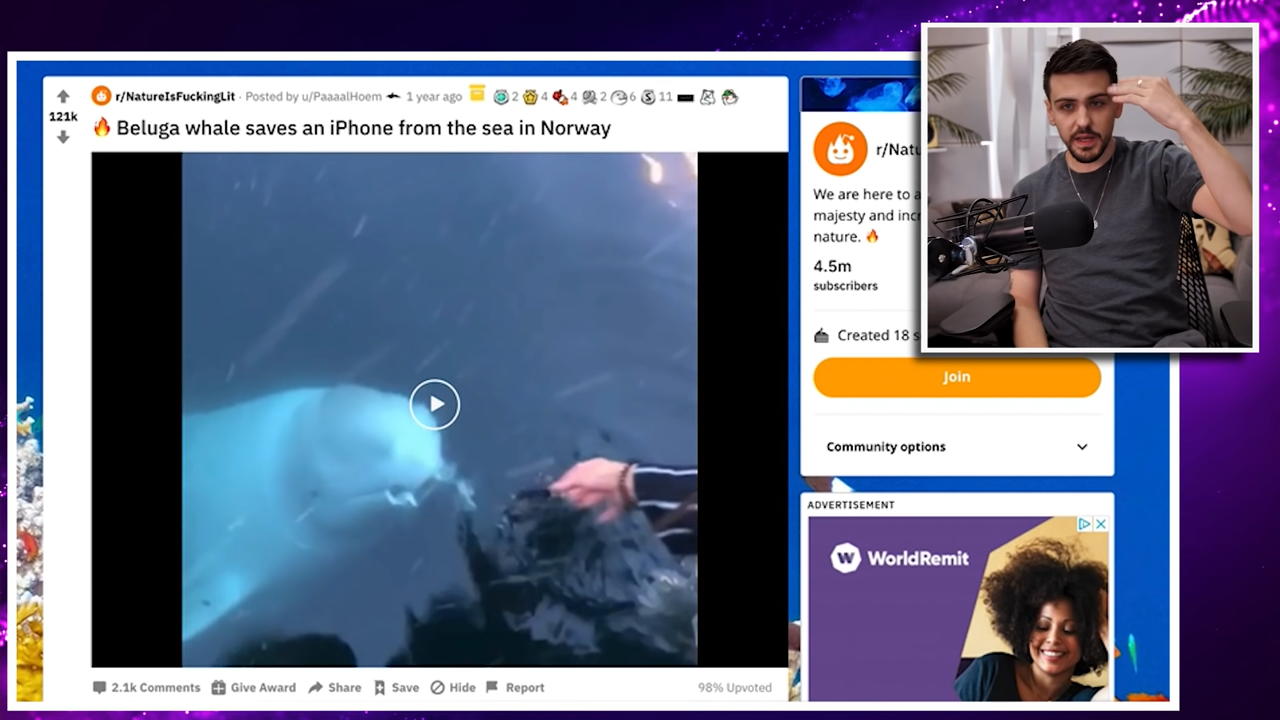 r/NatureIsFuckingLit · Posted by u/PaaaalHoem 1 year ago 2 4 4 2 6 11
121k
🔥 Beluga whale saves an iPhone from the sea in Norway
2.1k Comments Give Award Share Save Hide Report 98% Upvoted
r/Natu
We are here to a
majesty and incr
nature. 🔥
4.5m
subscribers
Created 18 s
Join
Community options
ADVERTISEMENT
W WorldRemit